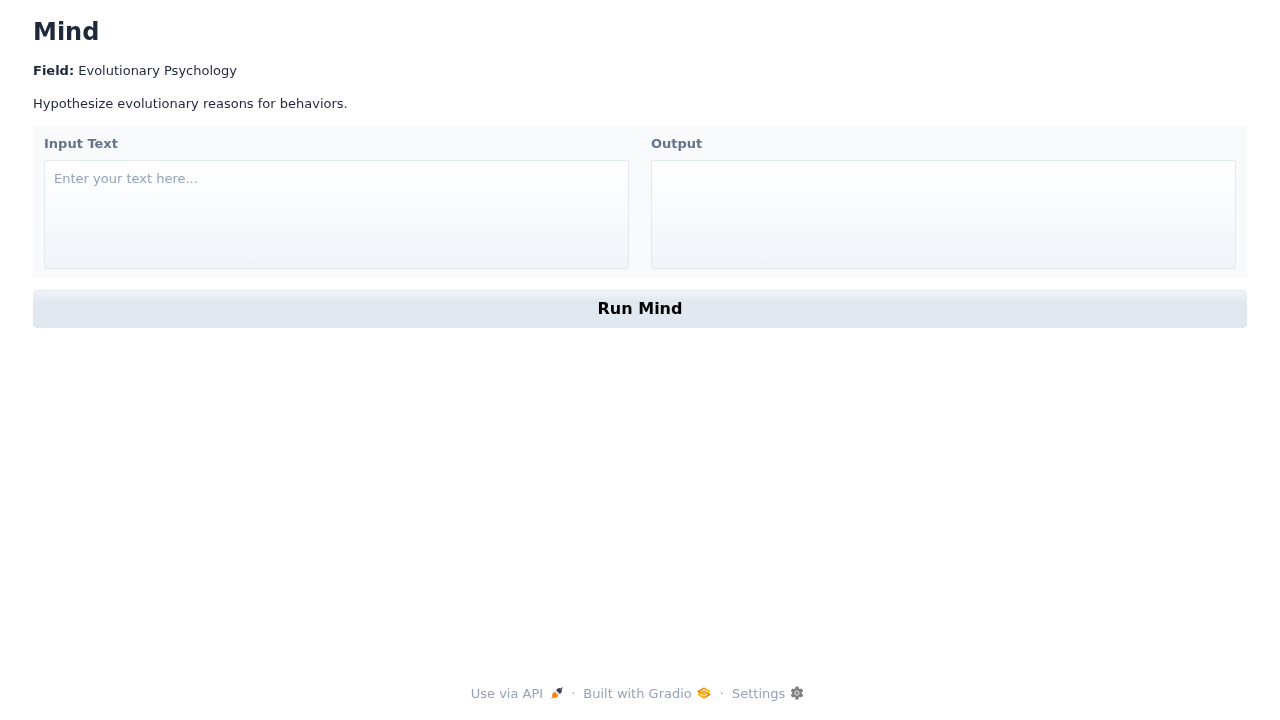 Mind
Field: Evolutionary Psychology
Hypothesize evolutionary reasons for behaviors.
Input Text
Enter your text here...
Output
Run Mind
Use via API · Built with Gradio · Settings